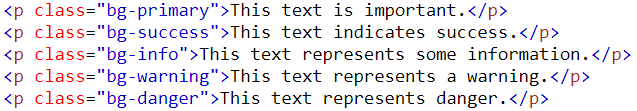 <p class="bg-primary">This text is important.</p>
<p class="bg-success">This text indicates success.</p>
<p class="bg-info">This text represents some information.</p>
<p class="bg-warning">This text represents a warning.</p>
<p class="bg-danger">This text represents danger.</p>